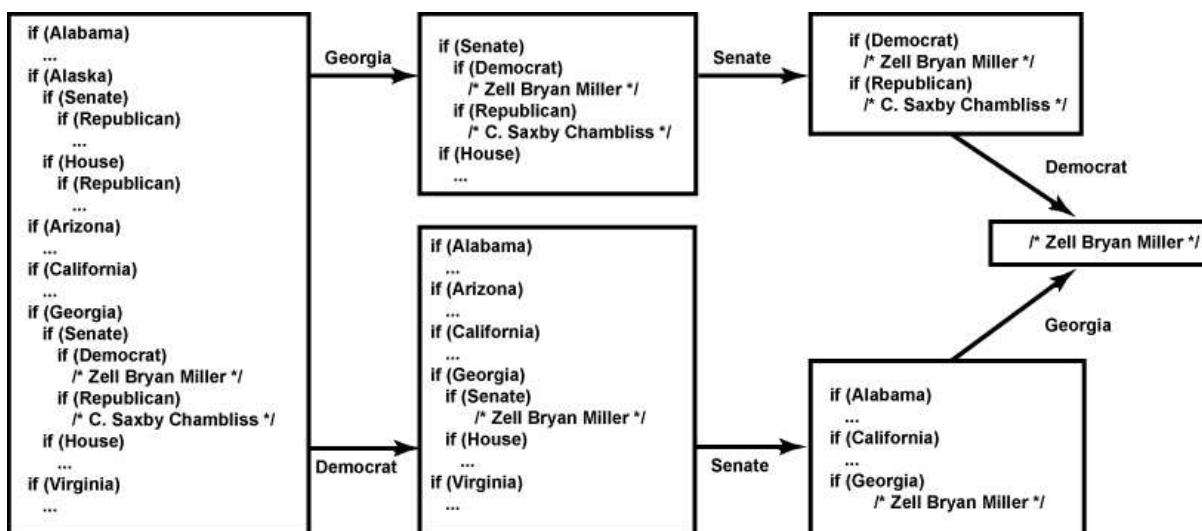 if (Alabama)
...
if (Alaska)
if (Senate)
if (Republican)
...
if (House)
if (Republican)
...
if (Arizona)
...
if (California)
...
if (Georgia)
if (Senate)
if (Democrat)
/* Zell Bryan Miller */
if (Republican)
/* C. Saxby Chambliss */
if (House)
...
if (Virginia)
...
Georgia
if (Senate)
if (Democrat)
/* Zell Bryan Miller */
if (Republican)
/* C. Saxby Chambliss */
if (House)
...
Senate
if (Democrat)
/* Zell Bryan Miller */
if (Republican)
/* C. Saxby Chambliss */
Democrat
/* Zell Bryan Miller */
Democrat
if (Alabama)
...
if (Arizona)
...
if (California)
...
if (Georgia)
if (Senate)
/* Zell Bryan Miller */
if (House)
...
if (Virginia)
...
Senate
if (Alabama)
...
if (California)
...
if (Georgia)
/* Zell Bryan Miller */
Georgia